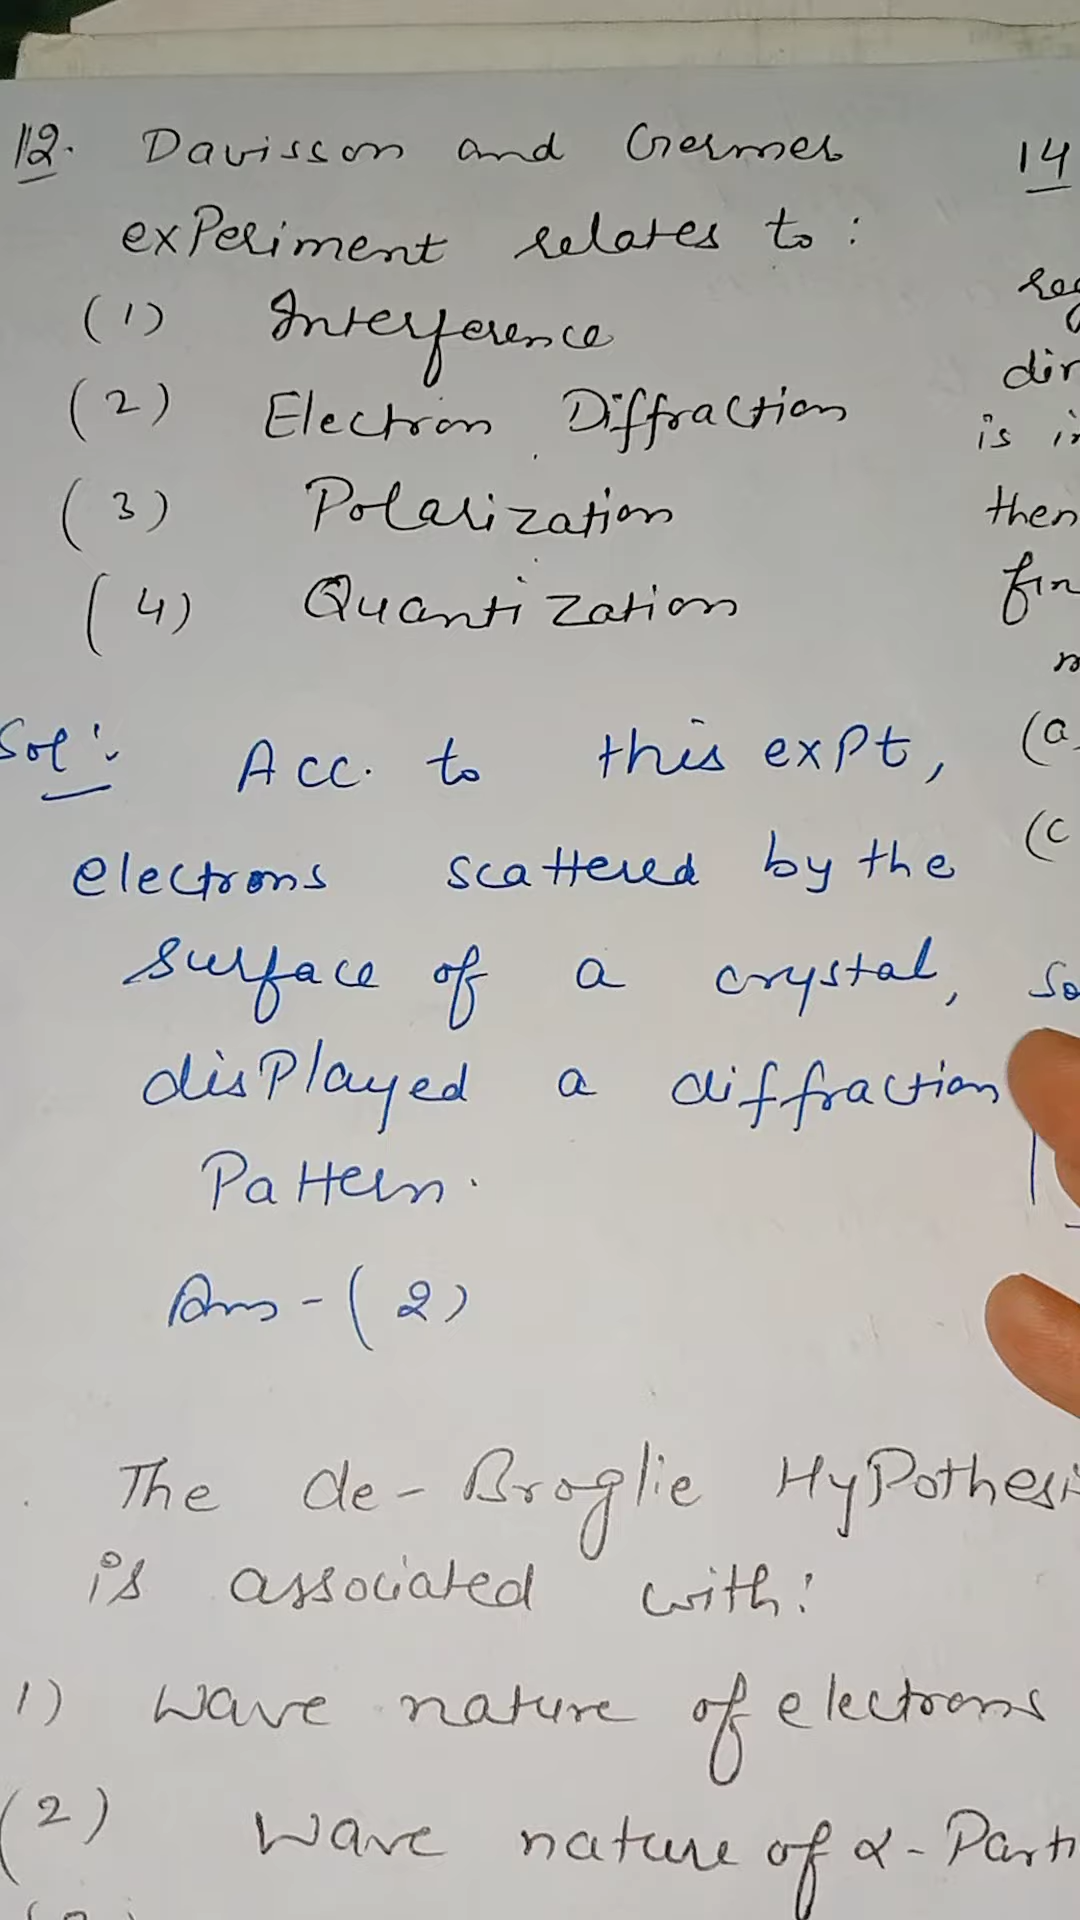 12. Davisson and Germer
experiment relates to :
(1) Interference
(2) Electron Diffraction
(3) Polarization
(4) Quantization
Sol:
Acc. to this expt,
electrons scattered by the
surface of a crystal,
displayed a diffraction
Pattern.
Ans - (2)
The de-Broglie Hypothesi
is associated with:
1) Wave nature of electrons
(2) Wave nature of α-Parti
14
dir
is in
then
fin
(a
(c
So